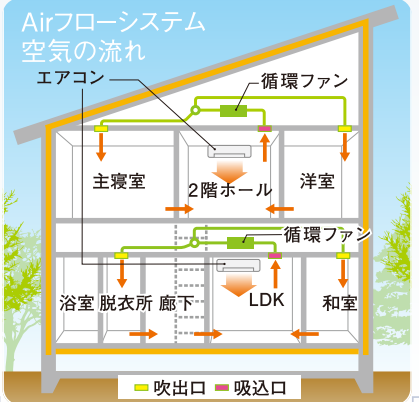 Airフローシステム
空気の流れ
エアコン
循環ファン
主寝室
2階ホール
洋室
循環ファン
浴室
脱衣所
廊下
LDK
和室
吹出口
吸込口